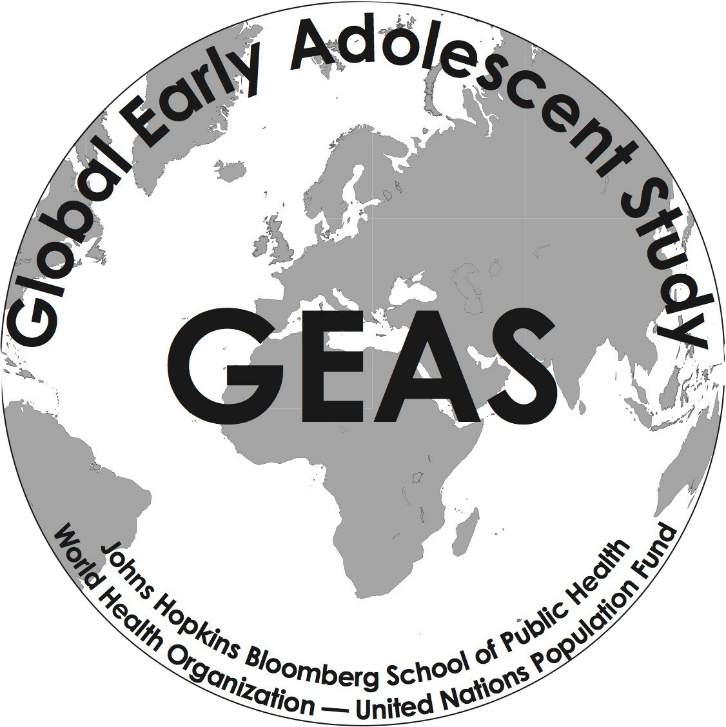 Global Early Adolescent Study
GEAS
Johns Hopkins Bloomberg School of Public Health
World Health Organization — United Nations Population Fund